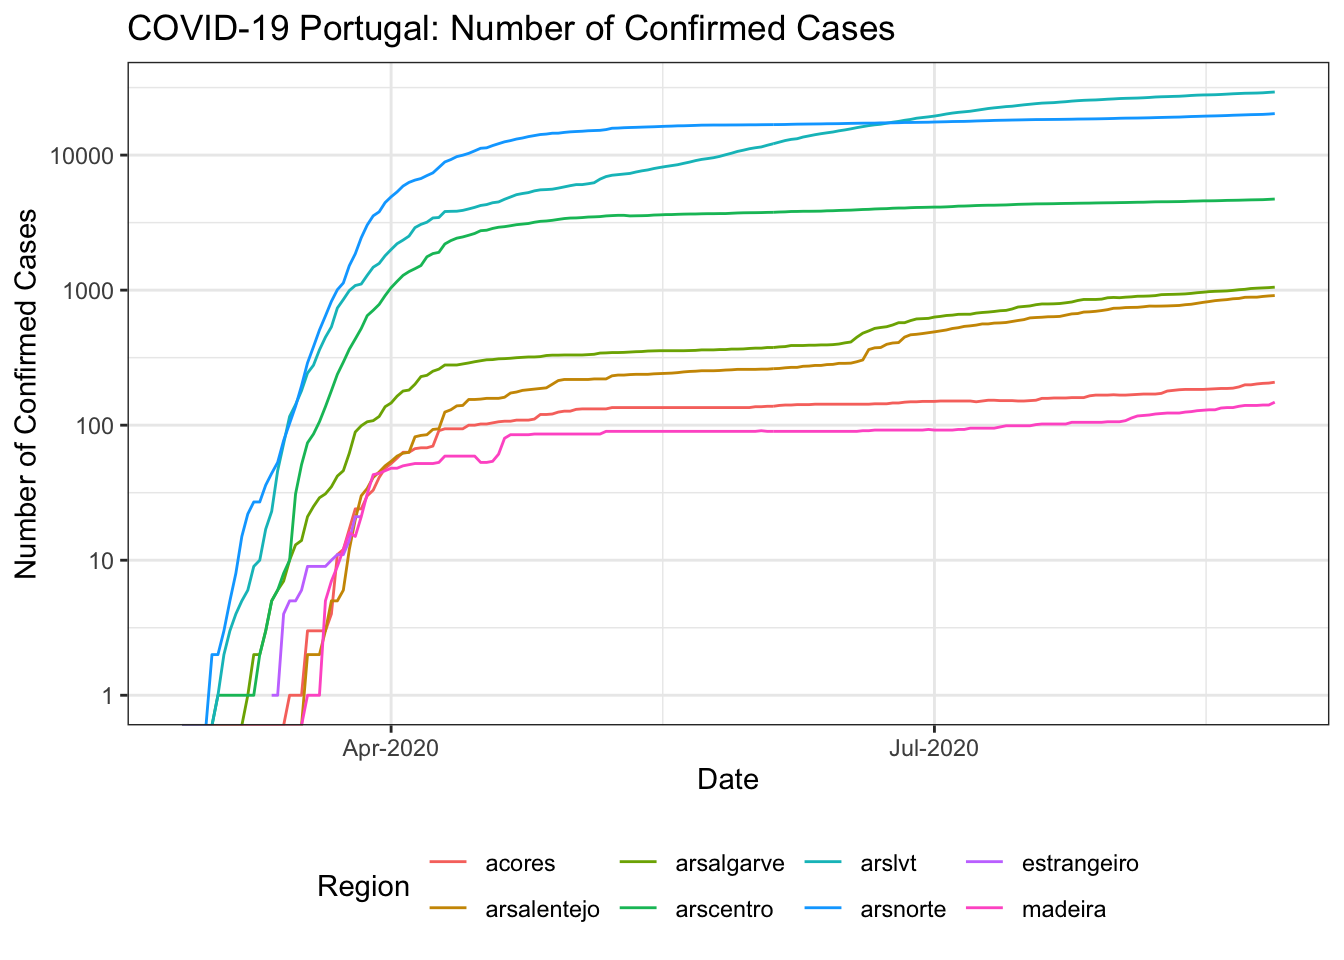 COVID-19 Portugal: Number of Confirmed Cases
Number of Confirmed Cases
10000
1000
100
10
1
Apr-2020 Jul-2020
Date
Region
acores arsalgarve arslvt estrangeiro
arsalentejo arscentro arsnorte madeira